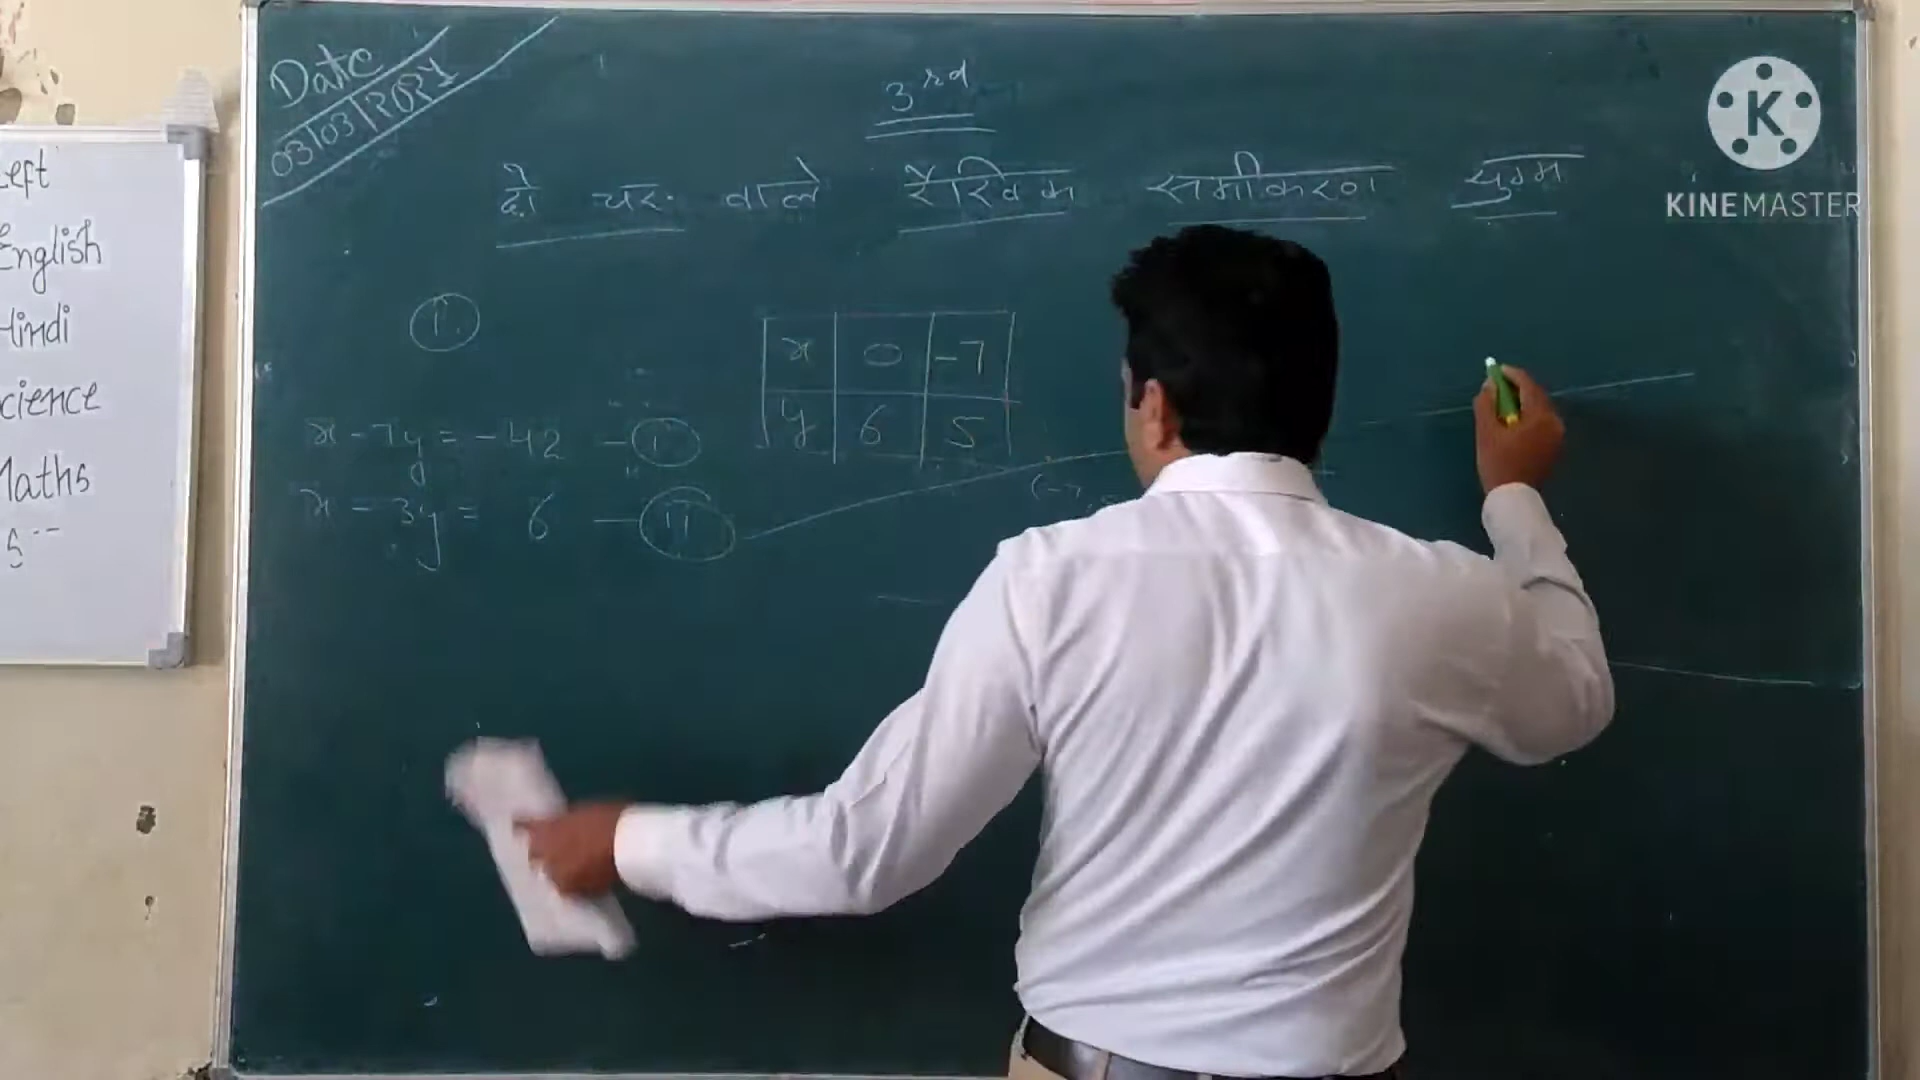 Date
03/03/2021
3rd
दो चर वाले रैखिक समीकरण युग्म
KINEMASTER
Left
English
Hindi
Science
Maths
I.
x 0 -7
y 6 5
x - 7y = -42 - I
x - 3y = 6 - II
(-7,